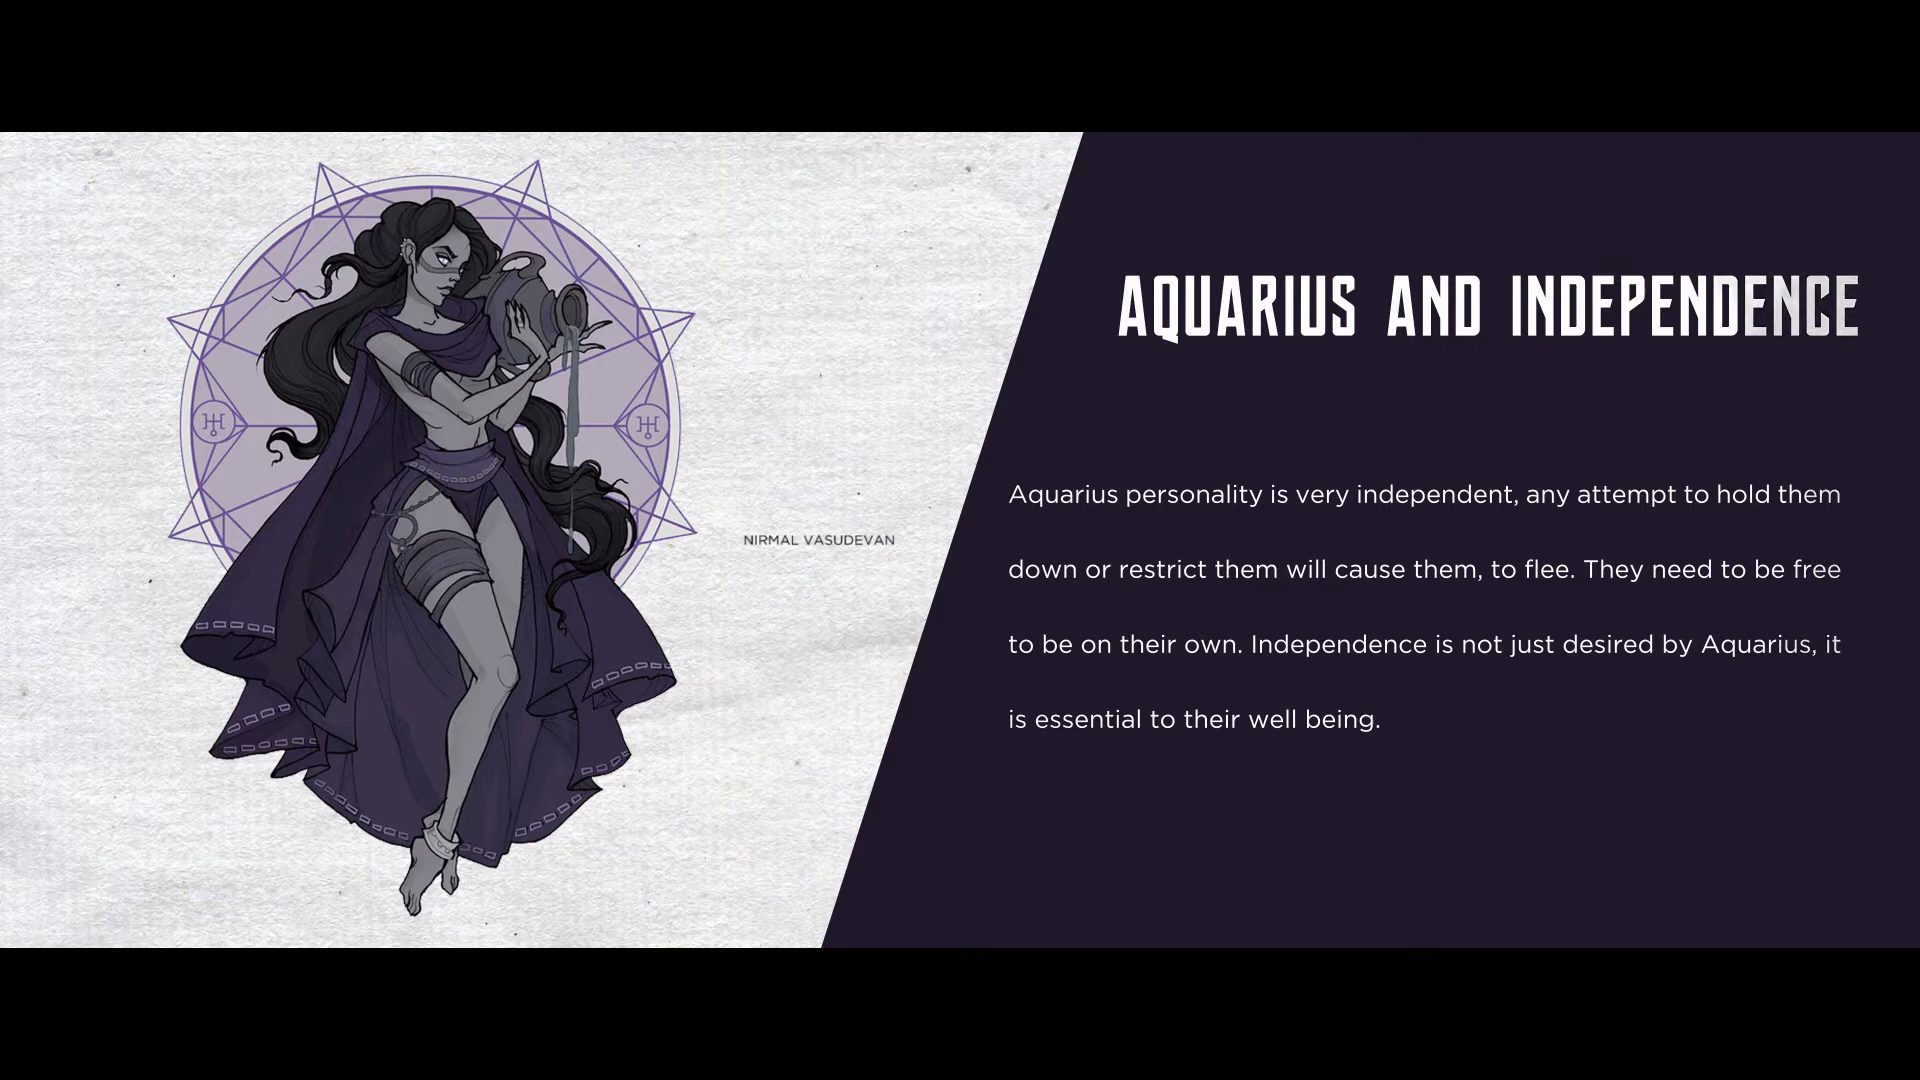 AQUARIUS AND INDEPENDENCE
NIRMAL VASUDEVAN
Aquarius personality is very independent, any attempt to hold them
down or restrict them will cause them, to flee. They need to be free
to be on their own. Independence is not just desired by Aquarius, it
is essential to their well being.